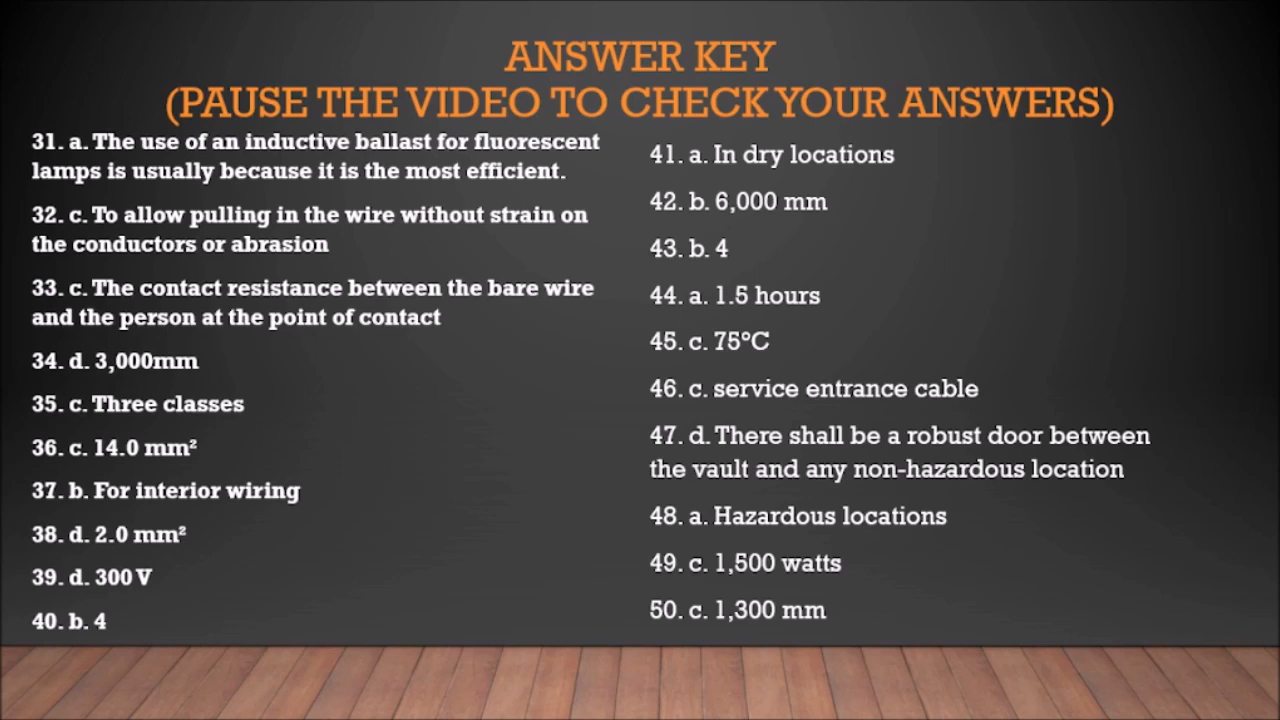 ANSWER KEY
(PAUSE THE VIDEO TO CHECK YOUR ANSWERS)
31. a. The use of an inductive ballast for fluorescent
lamps is usually because it is the most efficient.
32. c. To allow pulling in the wire without strain on
the conductors or abrasion
33. c. The contact resistance between the bare wire
and the person at the point of contact
34. d. 3,000mm
35. c. Three classes
36. c. 14.0 mm²
37. b. For interior wiring
38. d. 2.0 mm²
39. d. 300 V
40. b. 4
41. a. In dry locations
42. b. 6,000 mm
43. b. 4
44. a. 1.5 hours
45. c. 75°C
46. c. service entrance cable
47. d. There shall be a robust door between
the vault and any non-hazardous location
48. a. Hazardous locations
49. c. 1,500 watts
50. c. 1,300 mm